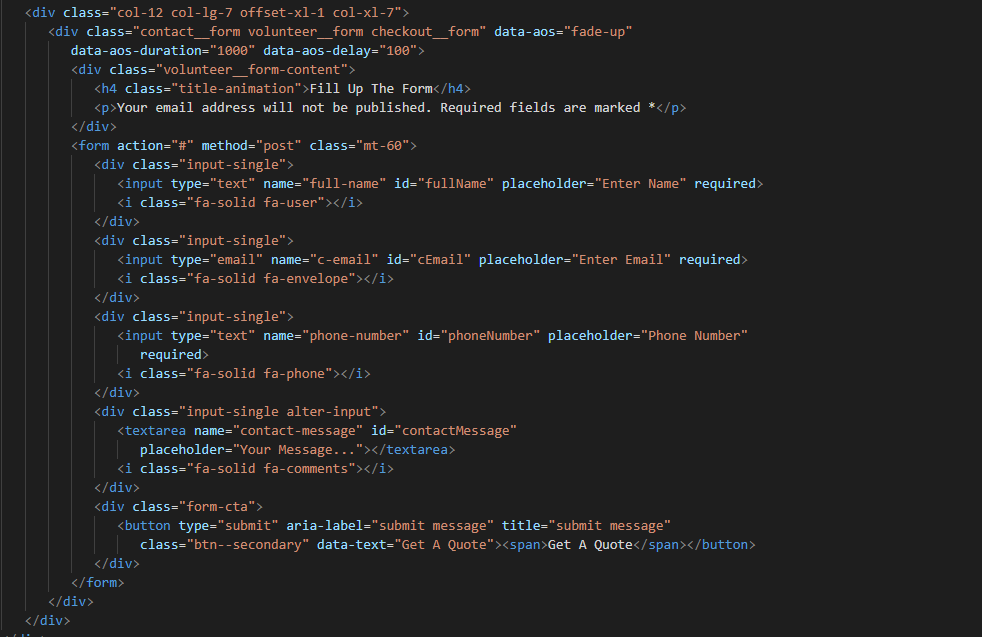 <div class="col-12 col-lg-7 offset-xl-1 col-xl-7">
<div class="contact__form volunteer__form checkout__form" data-aos="fade-up"
data-aos-duration="1000" data-aos-delay="100">
<div class="volunteer__form-content">
<h4 class="title-animation">Fill Up The Form</h4>
<p>Your email address will not be published. Required fields are marked *</p>
</div>
<form action="#" method="post" class="mt-60">
<div class="input-single">
<input type="text" name="full-name" id="fullName" placeholder="Enter Name" required>
<i class="fa-solid fa-user"></i>
</div>
<div class="input-single">
<input type="email" name="c-email" id="cEmail" placeholder="Enter Email" required>
<i class="fa-solid fa-envelope"></i>
</div>
<div class="input-single">
<input type="text" name="phone-number" id="phoneNumber" placeholder="Phone Number"
required>
<i class="fa-solid fa-phone"></i>
</div>
<div class="input-single alter-input">
<textarea name="contact-message" id="contactMessage"
placeholder="Your Message..."></textarea>
<i class="fa-solid fa-comments"></i>
</div>
<div class="form-cta">
<button type="submit" aria-label="submit message" title="submit message"
class="btn--secondary" data-text="Get A Quote"><span>Get A Quote</span></button>
</div>
</form>
</div>
</div>